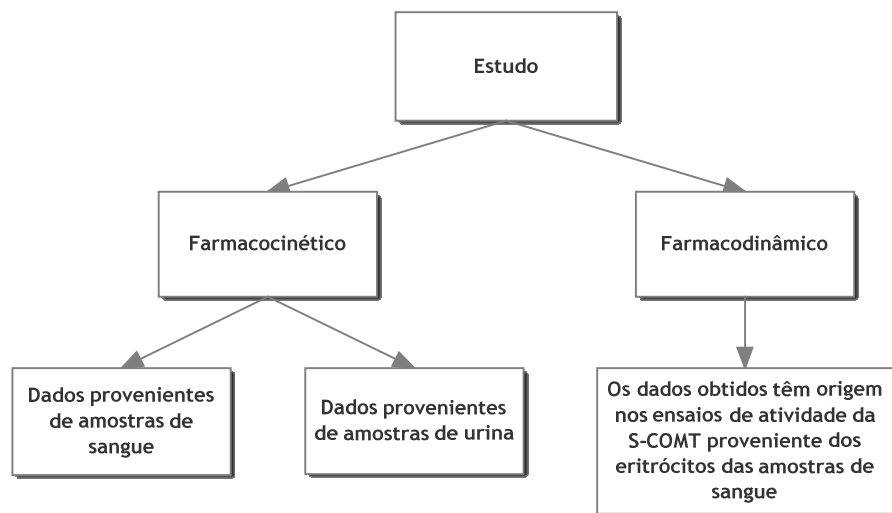 Estudo
Farmacocinético
Farmacodinâmico
Dados provenientes
de amostras de
sangue
Dados provenientes
de amostras de urina
Os dados obtidos têm origem
nos ensaios de atividade da
S-COMT proveniente dos
eritrócitos das amostras de
sangue